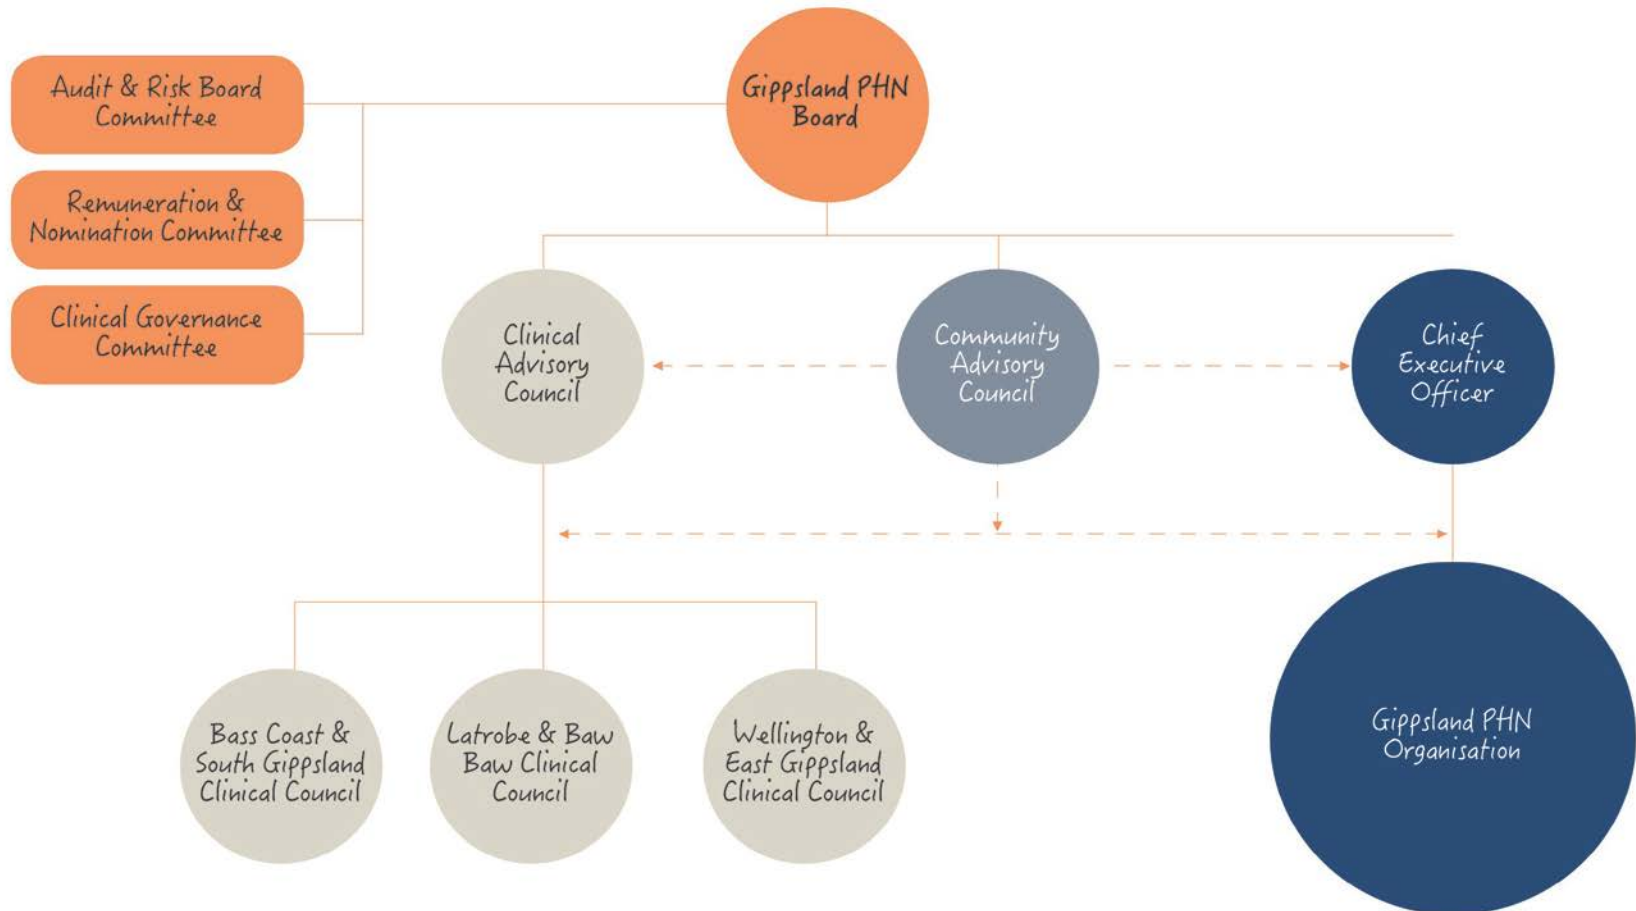 Audit & Risk Board
Committee
Gippsland PHN
Board
Remuneration &
Nomination Committee
Clinical Governance
Committee
Clinical
Advisory
Council
Community
Advisory
Council
Chief
Executive
Officer
Bass Coast &
South Gippsland
Clinical Council
Latrobe & Baw
Baw Clinical
Council
Wellington &
East Gippsland
Clinical Council
Gippsland PHN
Organisation